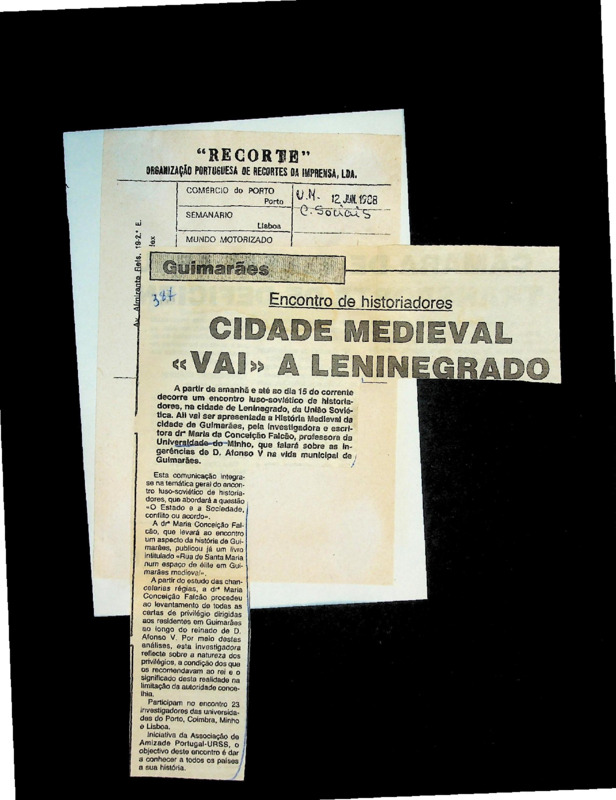 “RECORTE”
ORGANIZAÇÃO PORTUGUESA DE RECORTES DA IMPRENSA, LDA.
COMÉRCIO do PORTO
Porto
U.M. 12 JUN. 1988
C. Sociais
SEMANÁRIO
Lisboa
MUNDO MOTORIZADO
Av. Almirante Reis, 19-2.º E.
Guimarães
387
Encontro de historiadores
CIDADE MEDIEVAL
«VAI» A LENINEGRADO
A partir de amanhã e até ao dia 15 do corrente
decorre um encontro luso-soviético de historia-
dores, na cidade de Leninegrado, da União Sovié-
tica. Ali vai ser apresentada a História Medieval da
cidade de Guimarães, pela investigadora e escri-
tora drª Maria da Conceição Falcão, professora da
Universidade do Minho, que falará sobre as in-
gerências de D. Afonso V na vida municipal de
Guimarães.
Esta comunicação integra-
se na temática geral do encon-
tro luso-soviético de historia-
dores, que abordará a questão
«O Estado e a Sociedade,
conflito ou acordo».
A drª Maria Conceição Fal-
cão, que levará ao encontro
um aspecto da história de Gui-
marães, publicou já um livro
intitulado «Rua de Santa Maria
num espaço de élite em Gui-
marães medieval».
A partir do estudo das chan-
celarias régias, a drª Maria
Conceição Falcão procedeu
ao levantamento de todas as
cartas de privilégio dirigidas
aos residentes em Guimarães
ao longo do reinado de D.
Afonso V. Por meio destas
análises, esta investigadora
reflecte sobre a natureza dos
privilégios, a condição dos que
os recomendavam ao rei e o
significado desta realidade na
limitação da autoridade conce-
lhia.
Participam no encontro 23
investigadores das universida-
des do Porto, Coimbra, Minho
e Lisboa.
Iniciativa da Associação de
Amizade Portugal-URSS, o
objectivo deste encontro é dar
a conhecer a todos os países
a sua história.